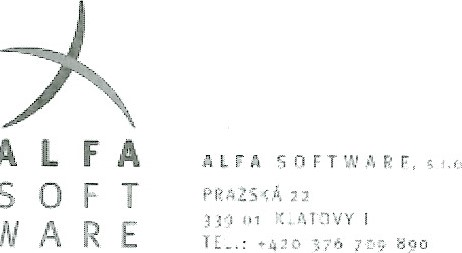 ALFA
SOFT
WARE
ALFA SOFTWARE, s.r.o.
PRAŽSKÁ 22
339 01 KLATOVY I
TEL.: +420 376 709 890